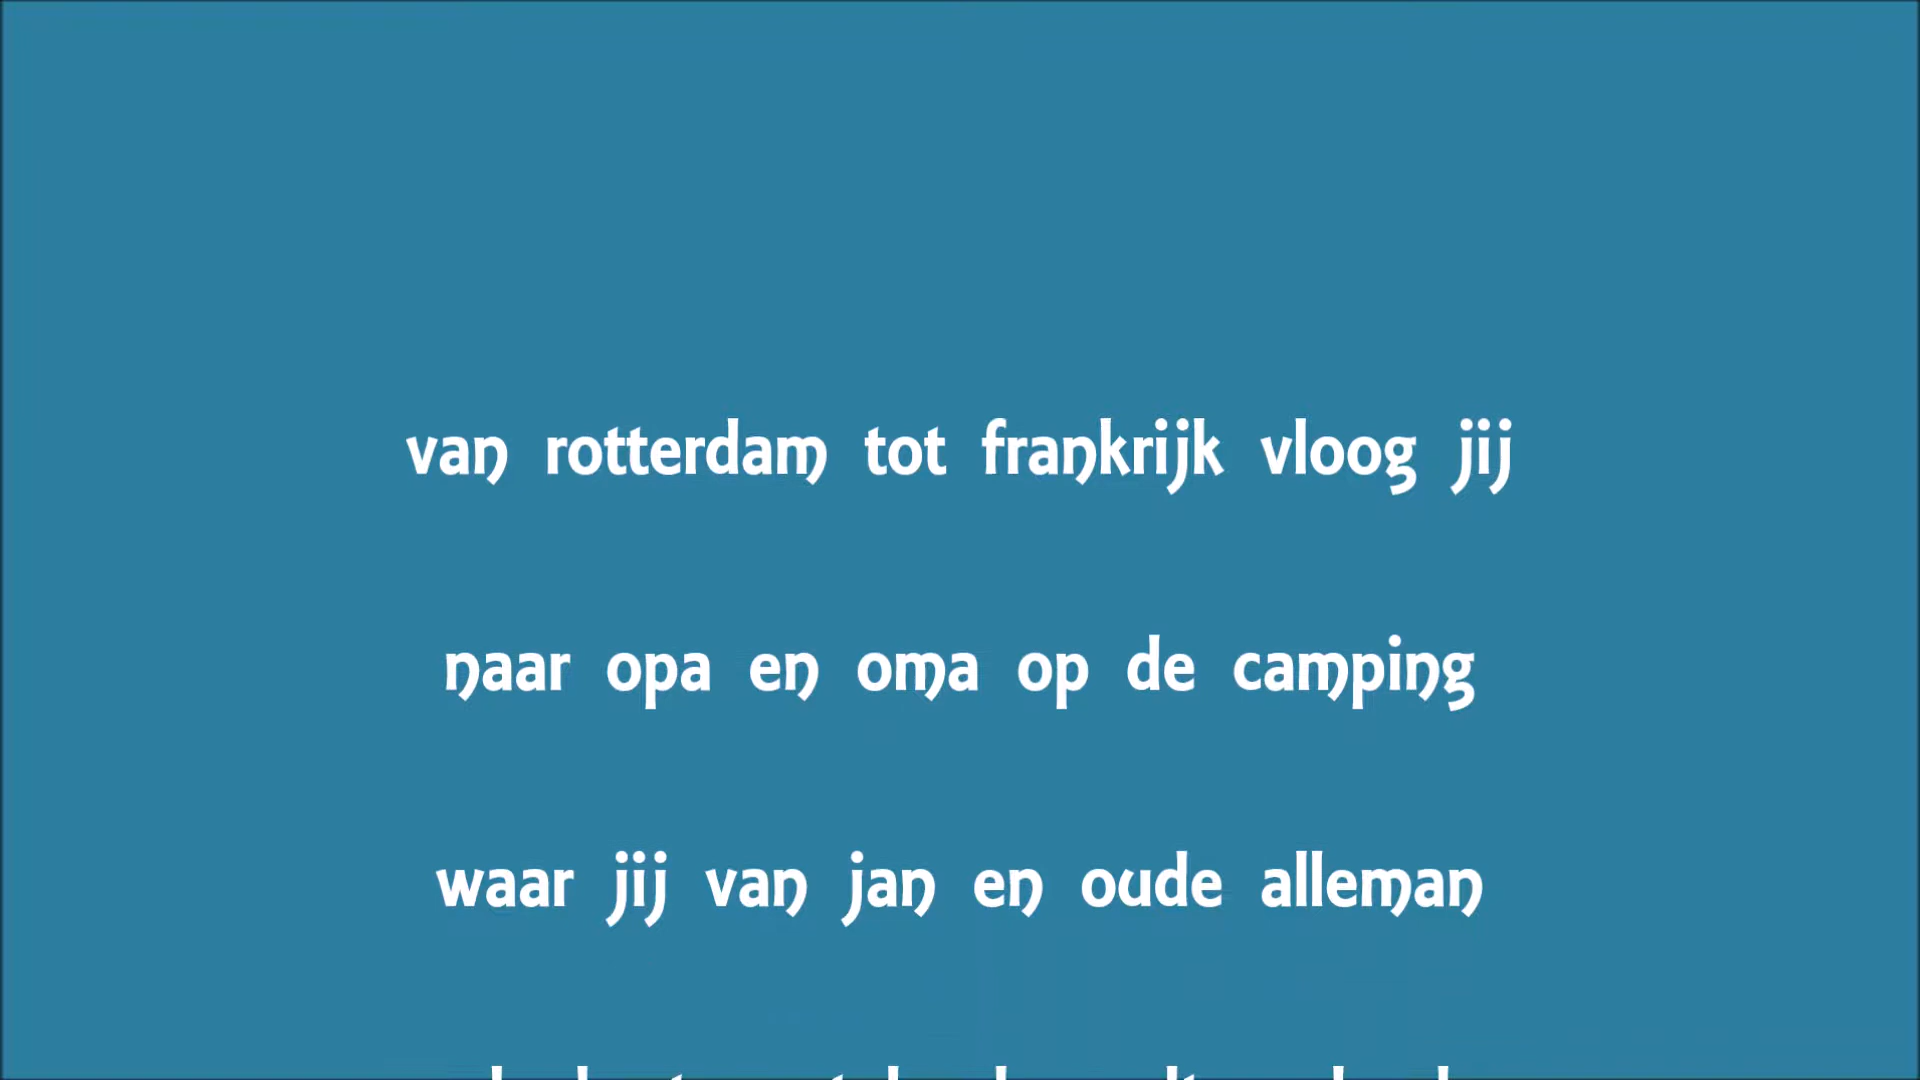 van rotterdam tot frankrijk vloog jij
naar opa en oma op de camping
waar jij van jan en oude alleman